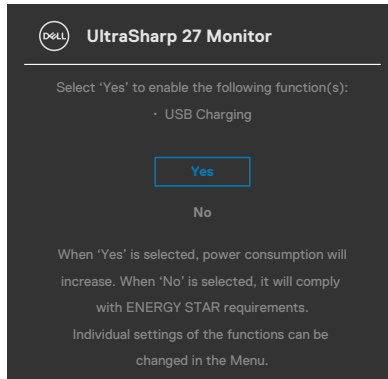 DELL UltraSharp 27 Monitor
Select ‘Yes’ to enable the following function(s):
· USB Charging
Yes
No
When ‘Yes’ is selected, power consumption will
increase. When ‘No’ is selected, it will comply
with ENERGY STAR requirements.
Individual settings of the functions can be
changed in the Menu.